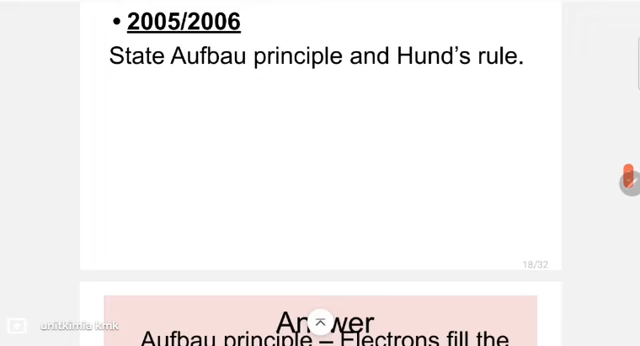 • 2005/2006
State Aufbau principle and Hund's rule.
18/32
Answer
Aufbau principle – Electrons fill the
unitkimia kmk